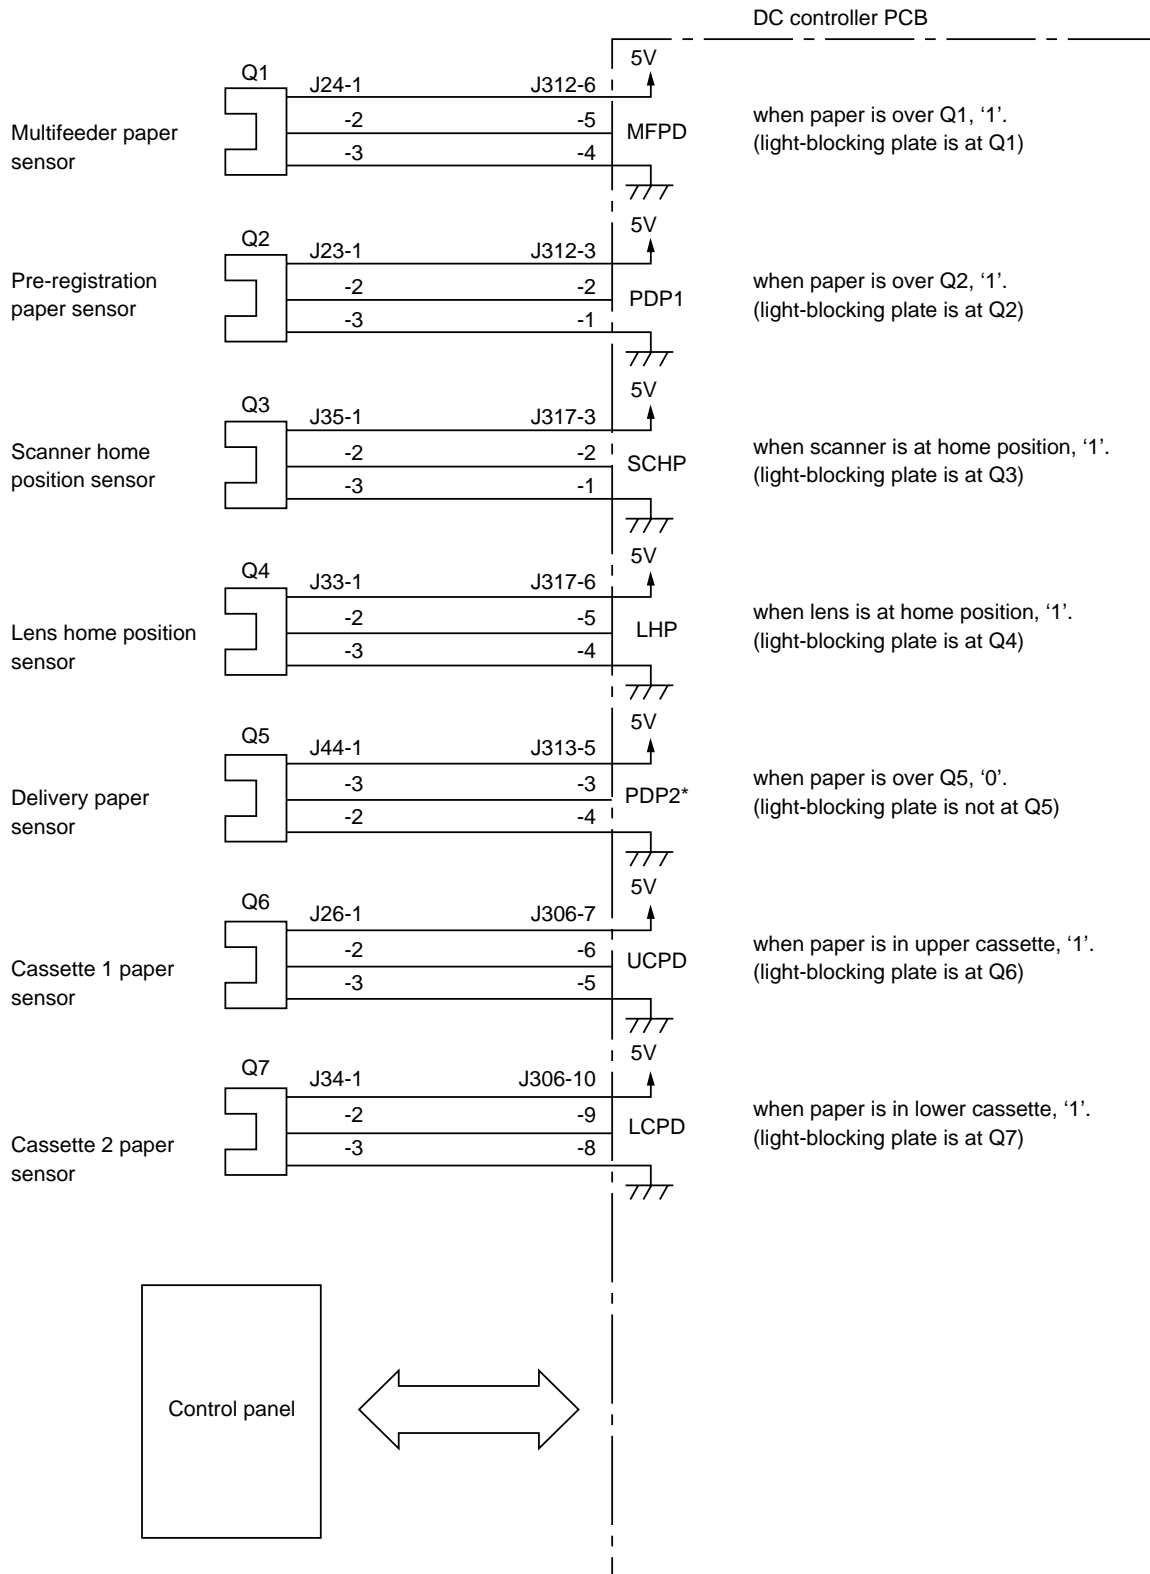 DC controller PCB
5V
Q1
J24-1 J312-6
-2 -5
-3 -4
MFPD
Multifeeder paper
sensor
when paper is over Q1, ‘1’.
(light-blocking plate is at Q1)
5V
Q2
J23-1 J312-3
-2 -2
-3 -1
PDP1
Pre-registration
paper sensor
when paper is over Q2, ‘1’.
(light-blocking plate is at Q2)
5V
Q3
J35-1 J317-3
-2 -2
-3 -1
SCHP
Scanner home
position sensor
when scanner is at home position, ‘1’.
(light-blocking plate is at Q3)
5V
Q4
J33-1 J317-6
-2 -5
-3 -4
LHP
Lens home position
sensor
when lens is at home position, ‘1’.
(light-blocking plate is at Q4)
5V
Q5
J44-1 J313-5
-3 -3
-2 -4
PDP2*
Delivery paper
sensor
when paper is over Q5, ‘0’.
(light-blocking plate is not at Q5)
5V
Q6
J26-1 J306-7
-2 -6
-3 -5
UCPD
Cassette 1 paper
sensor
when paper is in upper cassette, ‘1’.
(light-blocking plate is at Q6)
5V
Q7
J34-1 J306-10
-2 -9
-3 -8
LCPD
Cassette 2 paper
sensor
when paper is in lower cassette, ‘1’.
(light-blocking plate is at Q7)
Control panel